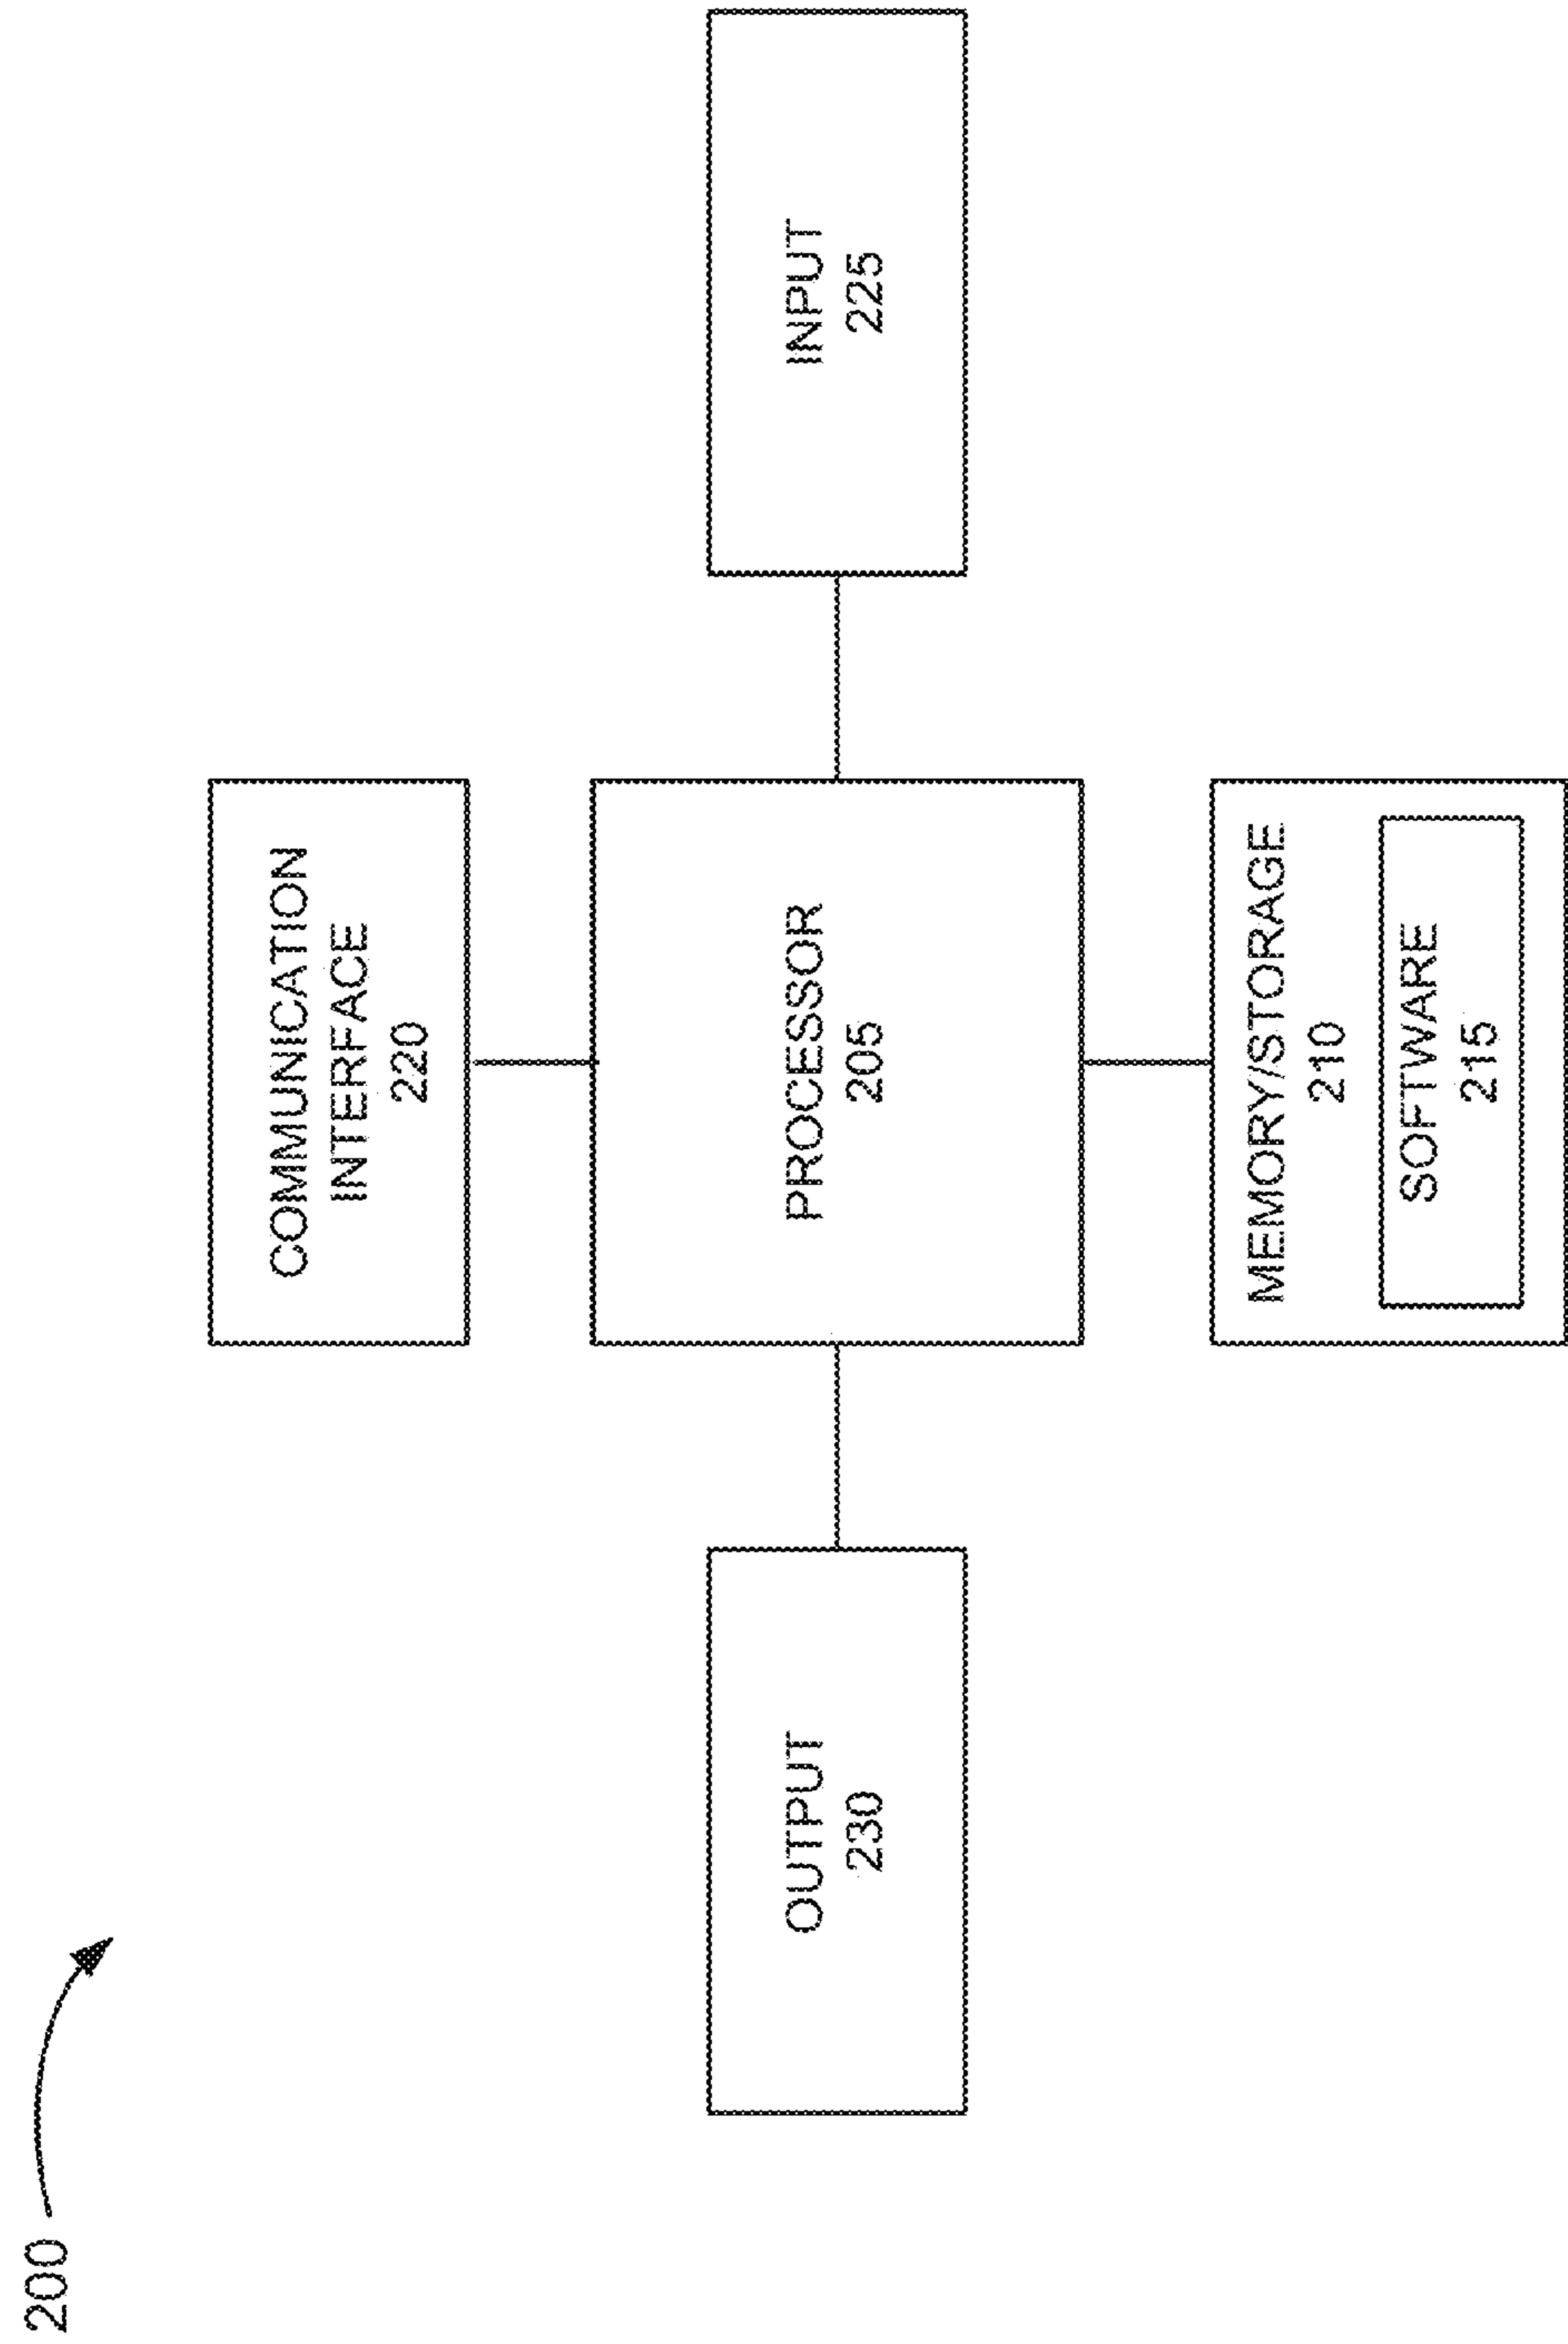 200
COMMUNICATION
INTERFACE
220
OUTPUT
230
PROCESSOR
205
INPUT
225
MEMORY/STORAGE
210
SOFTWARE
215